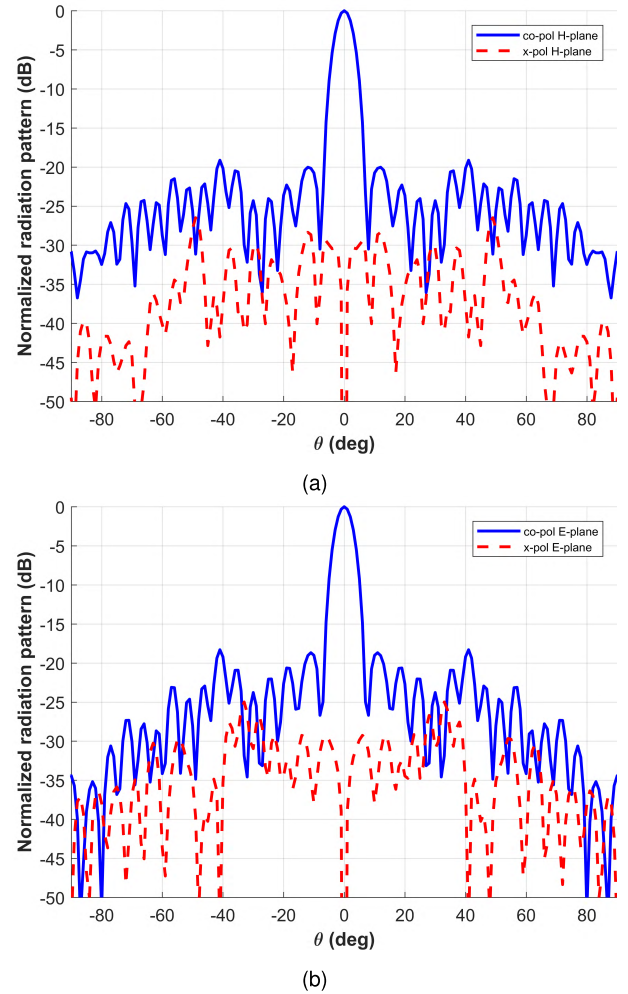 0
-5
-10
-15
-20
-25
-30
-35
-40
-45
-50
Normalized radiation pattern (dB)
co-pol H-plane
x-pol H-plane
-80 -60 -40 -20 0 20 40 60 80
θ (deg)
(a)
0
-5
-10
-15
-20
-25
-30
-35
-40
-45
-50
Normalized radiation pattern (dB)
co-pol E-plane
x-pol E-plane
-80 -60 -40 -20 0 20 40 60 80
θ (deg)
(b)